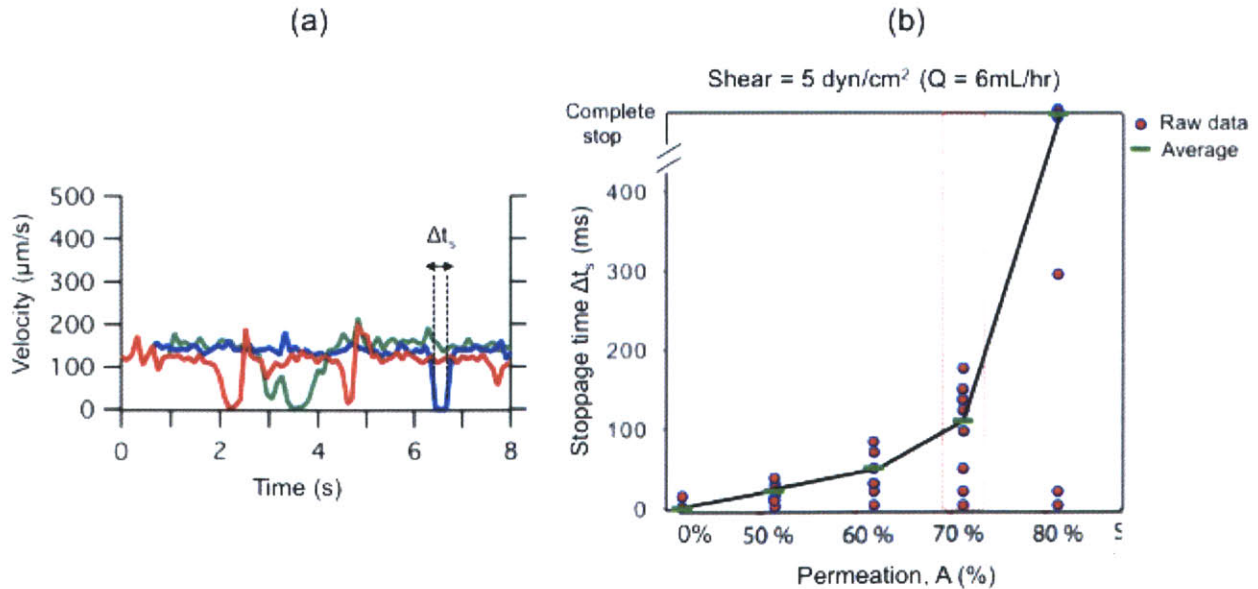 (a)
(b)
Shear = 5 dyn/cm² (Q = 6mL/hr)
Complete
stop
Raw data
Average
500
400
300
200
100
0
Velocity (µm/s)
Δtₛ
0 2 4 6 8
Time (s)
400
300
200
100
0
Stoppage time Δtₛ (ms)
0% 50 % 60 % 70 % 80 %
Permeation, A (%)